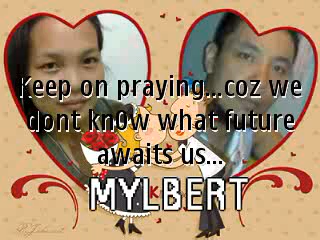 Keep on praying...coz we
dont kn0w what future
awaits us...
MYLBERT